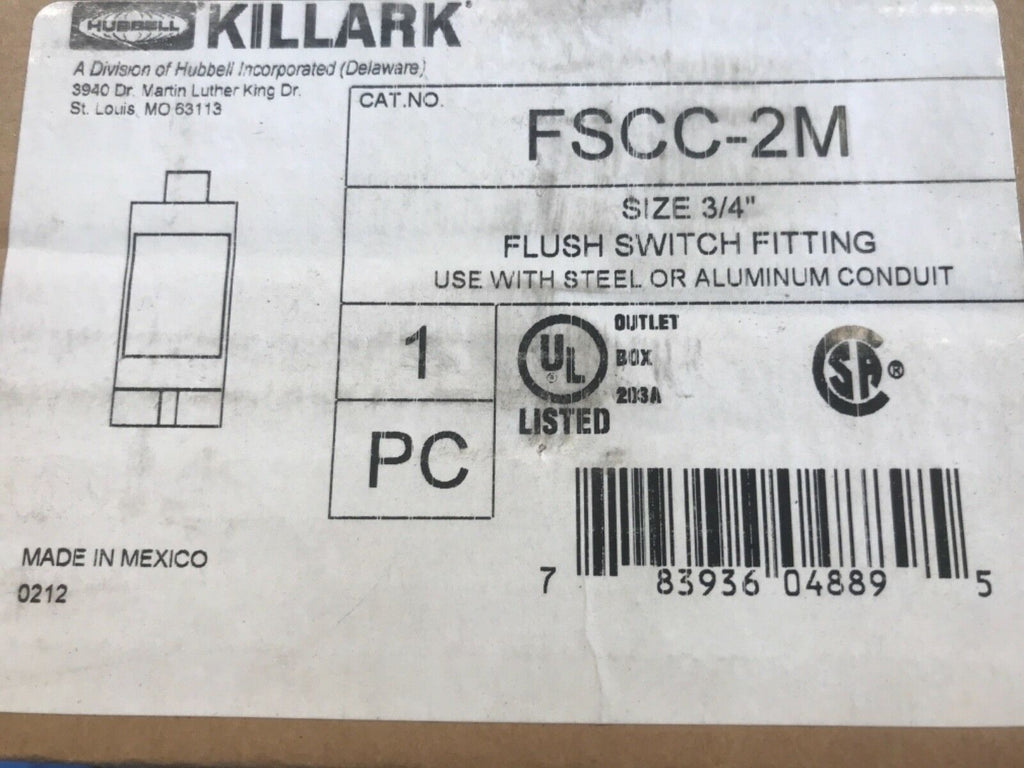 HUBBELL
KILLARK®
A Division of Hubbell Incorporated (Delaware)
3940 Dr. Martin Luther King Dr.
St. Louis, MO 63113
CAT.NO.
FSCC-2M
SIZE 3/4"
FLUSH SWITCH FITTING
USE WITH STEEL OR ALUMINUM CONDUIT
1
PC
UL®
LISTED
OUTLET
BOX
203A
SA®
MADE IN MEXICO
0212
7 83936 04889 5